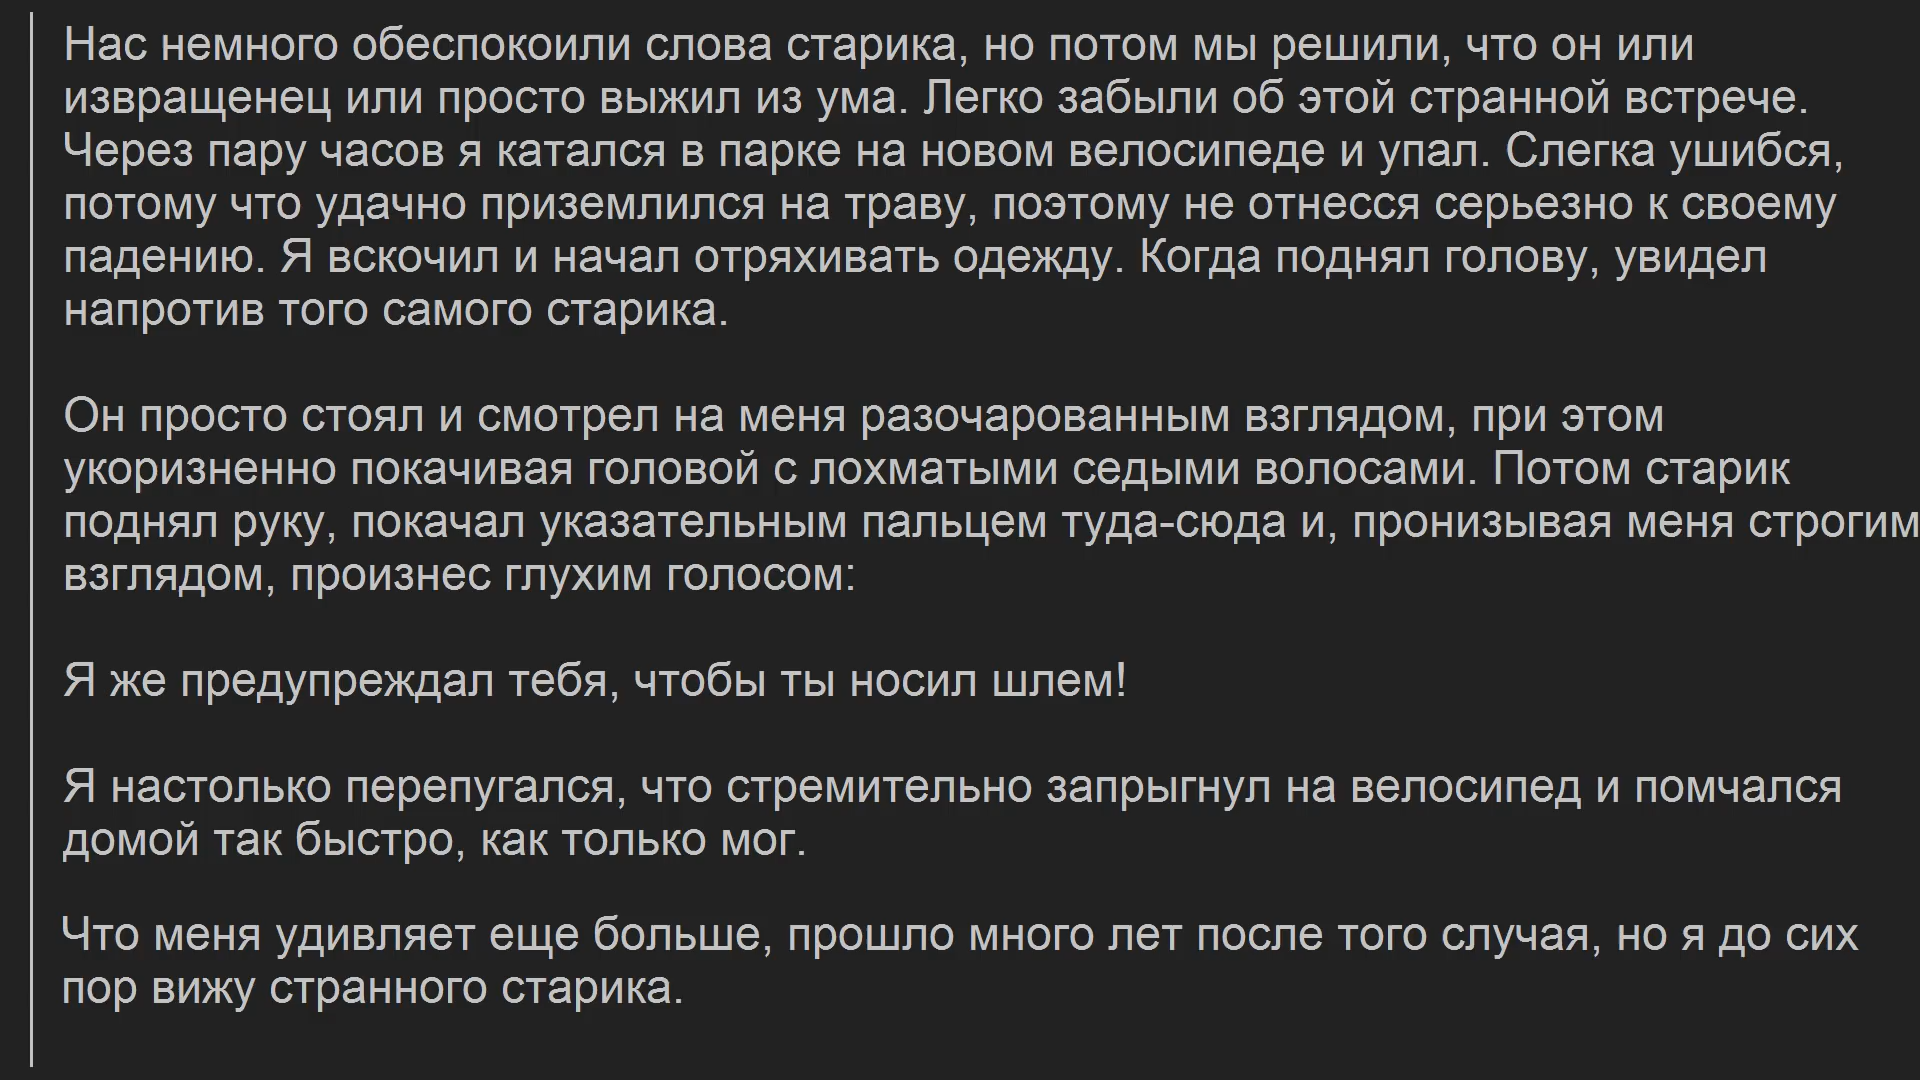 Нас немного обеспокоили слова старика, но потом мы решили, что он или
извращенец или просто выжил из ума. Легко забыли об этой странной встрече.
Через пару часов я катался в парке на новом велосипеде и упал. Слегка ушибся,
потому что удачно приземлился на траву, поэтому не отнесся серьезно к своему
падению. Я вскочил и начал отряхивать одежду. Когда поднял голову, увидел
напротив того самого старика.
Он просто стоял и смотрел на меня разочарованным взглядом, при этом
укоризненно покачивая головой с лохматыми седыми волосами. Потом старик
поднял руку, покачал указательным пальцем туда-сюда и, пронизывая меня строгим
взглядом, произнес глухим голосом:
Я же предупреждал тебя, чтобы ты носил шлем!
Я настолько перепугался, что стремительно запрыгнул на велосипед и помчался
домой так быстро, как только мог.
Что меня удивляет еще больше, прошло много лет после того случая, но я до сих
пор вижу странного старика.